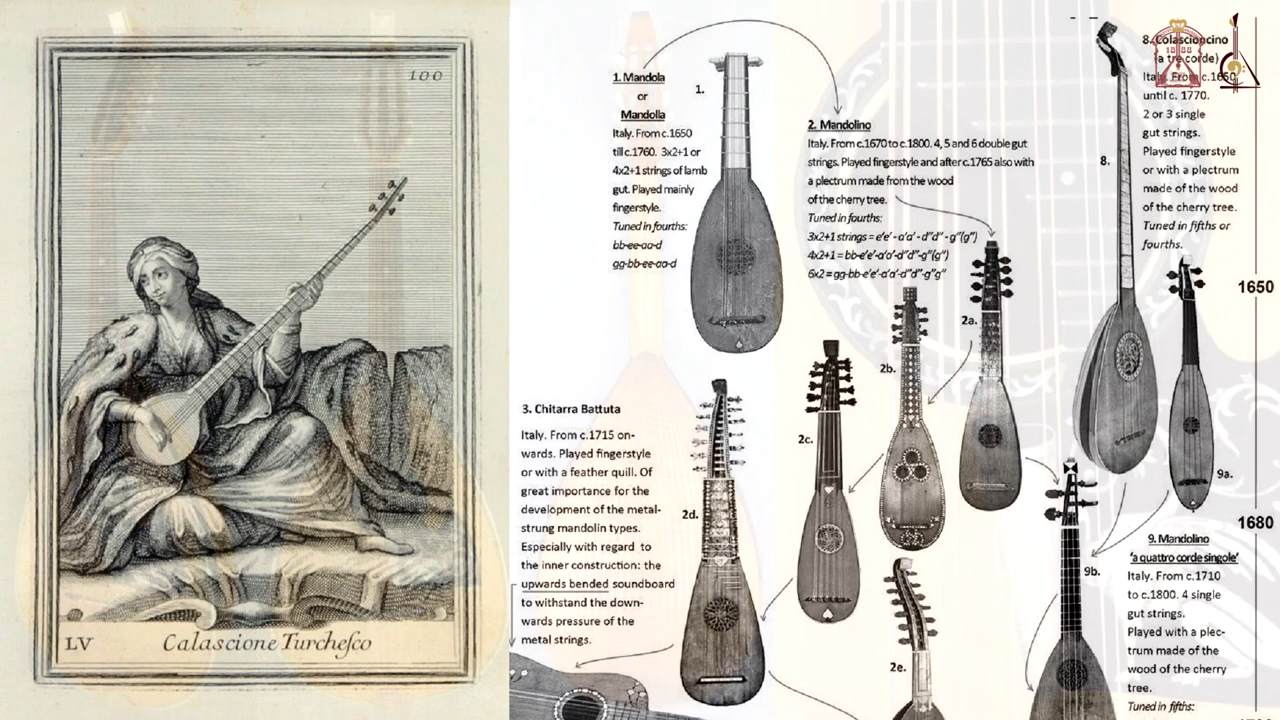 100
LV
Calascione Turcheſco
1. Mandola
or
Mandolla
Italy. From c.1650
till c.1760. 3x2+1 or
4x2+1 strings of lamb
gut. Played mainly
fingerstyle.
Tuned in fourths:
bb-ee-aa-d
gg-bb-ee-aa-d
1.
2. Mandolino
Italy. From c.1670 to c.1800. 4, 5 and 6 double gut
strings. Played fingerstyle and after c.1765 also with
a plectrum made from the wood
of the cherry tree.
Tuned in fourths:
3x2+1 strings = e'e' - a'a' - d"d" - g"(g")
4x2+1 = bb-e'e'-a'a'-d"d"-g"(g")
6x2 = gg-bb-e'e'-a'a'-d"d"-g"g"
2a.
2b.
2c.
2d.
2e.
3. Chitarra Battuta
Italy. From c.1715 on-
wards. Played fingerstyle
or with a feather quill. Of
great importance for the
development of the metal-
strung mandolin types.
Especially with regard to
the inner construction: the
upwards bended soundboard
to withstand the down-
wards pressure of the
metal strings.
8. Colascioncino
(a tre corde)
Italy. From c.1650
until c. 1770.
2 or 3 single
gut strings.
Played fingerstyle
or with a plectrum
made of the wood
of the cherry tree.
Tuned in fifths or
fourths.
8.
1888
1650
9a.
1680
9. Mandolino
'a quattro corde singole'
Italy. From c.1710
to c.1800. 4 single
gut strings.
Played with a plec-
trum made of the
wood of the cherry
tree.
Tuned in fifths:
9b.